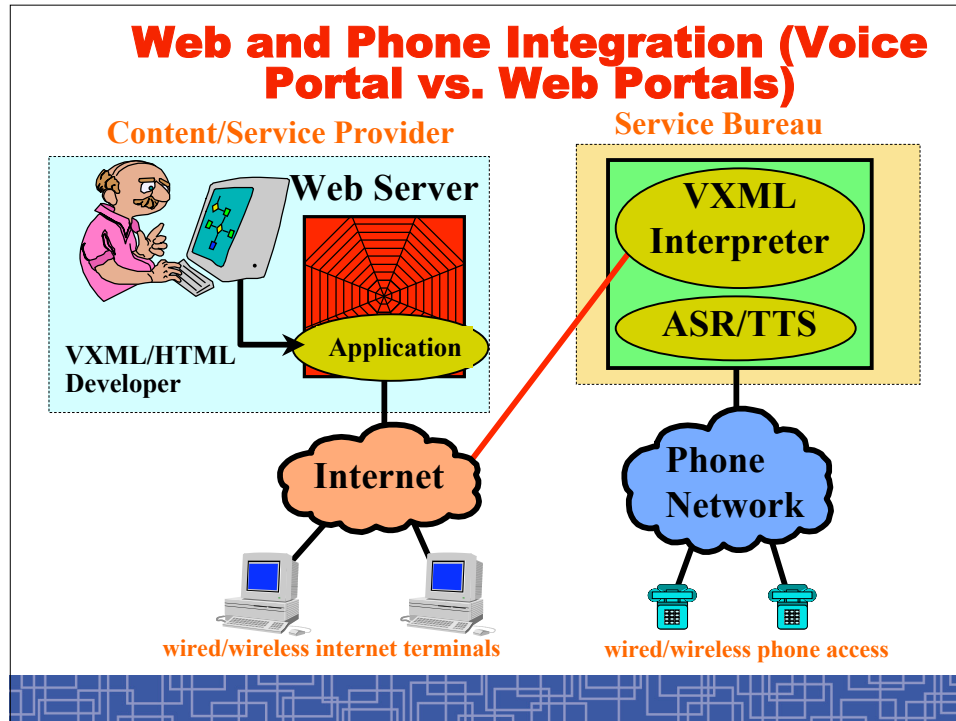 Web and Phone Integration (Voice
Portal vs. Web Portals)
Content/Service Provider
Service Bureau
Web Server
VXML
Interpreter
ASR/TTS
Application
VXML/HTML
Developer
Internet
Phone
Network
wired/wireless internet terminals
wired/wireless phone access